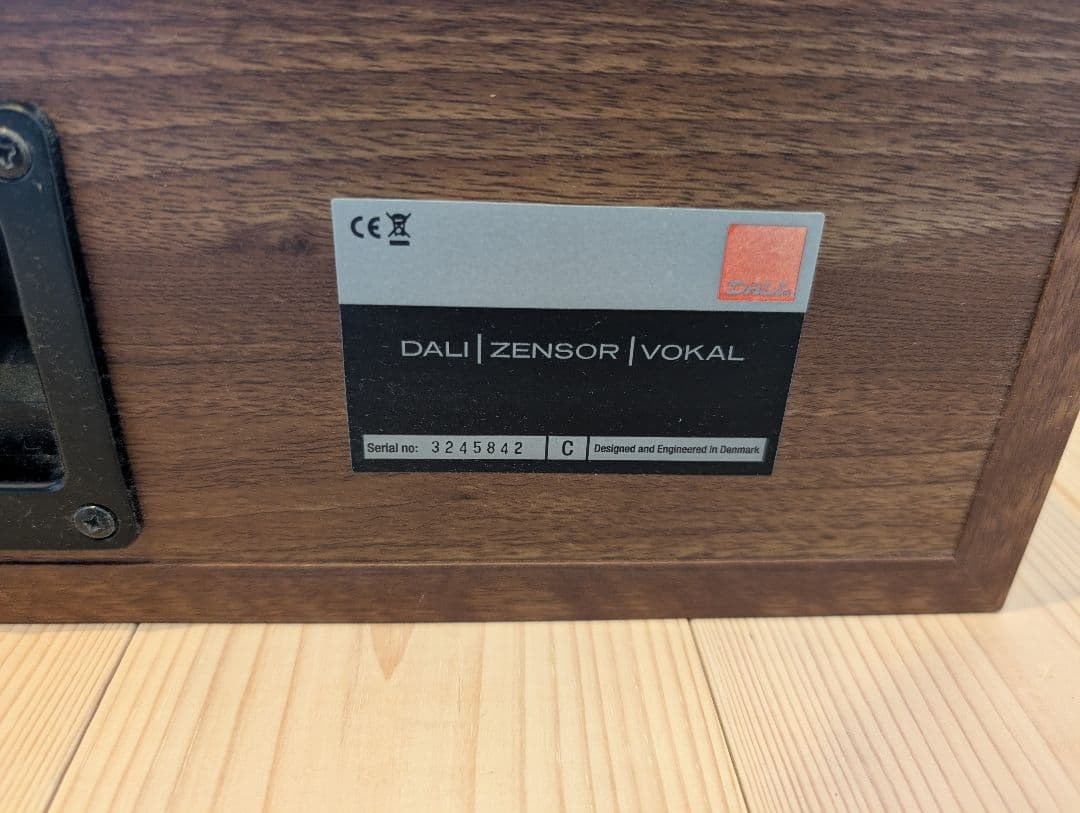 CE
DALI
DALI|ZENSOR|VOKAL
Serial no: 3245842 C Designed and Engineered in Denmark